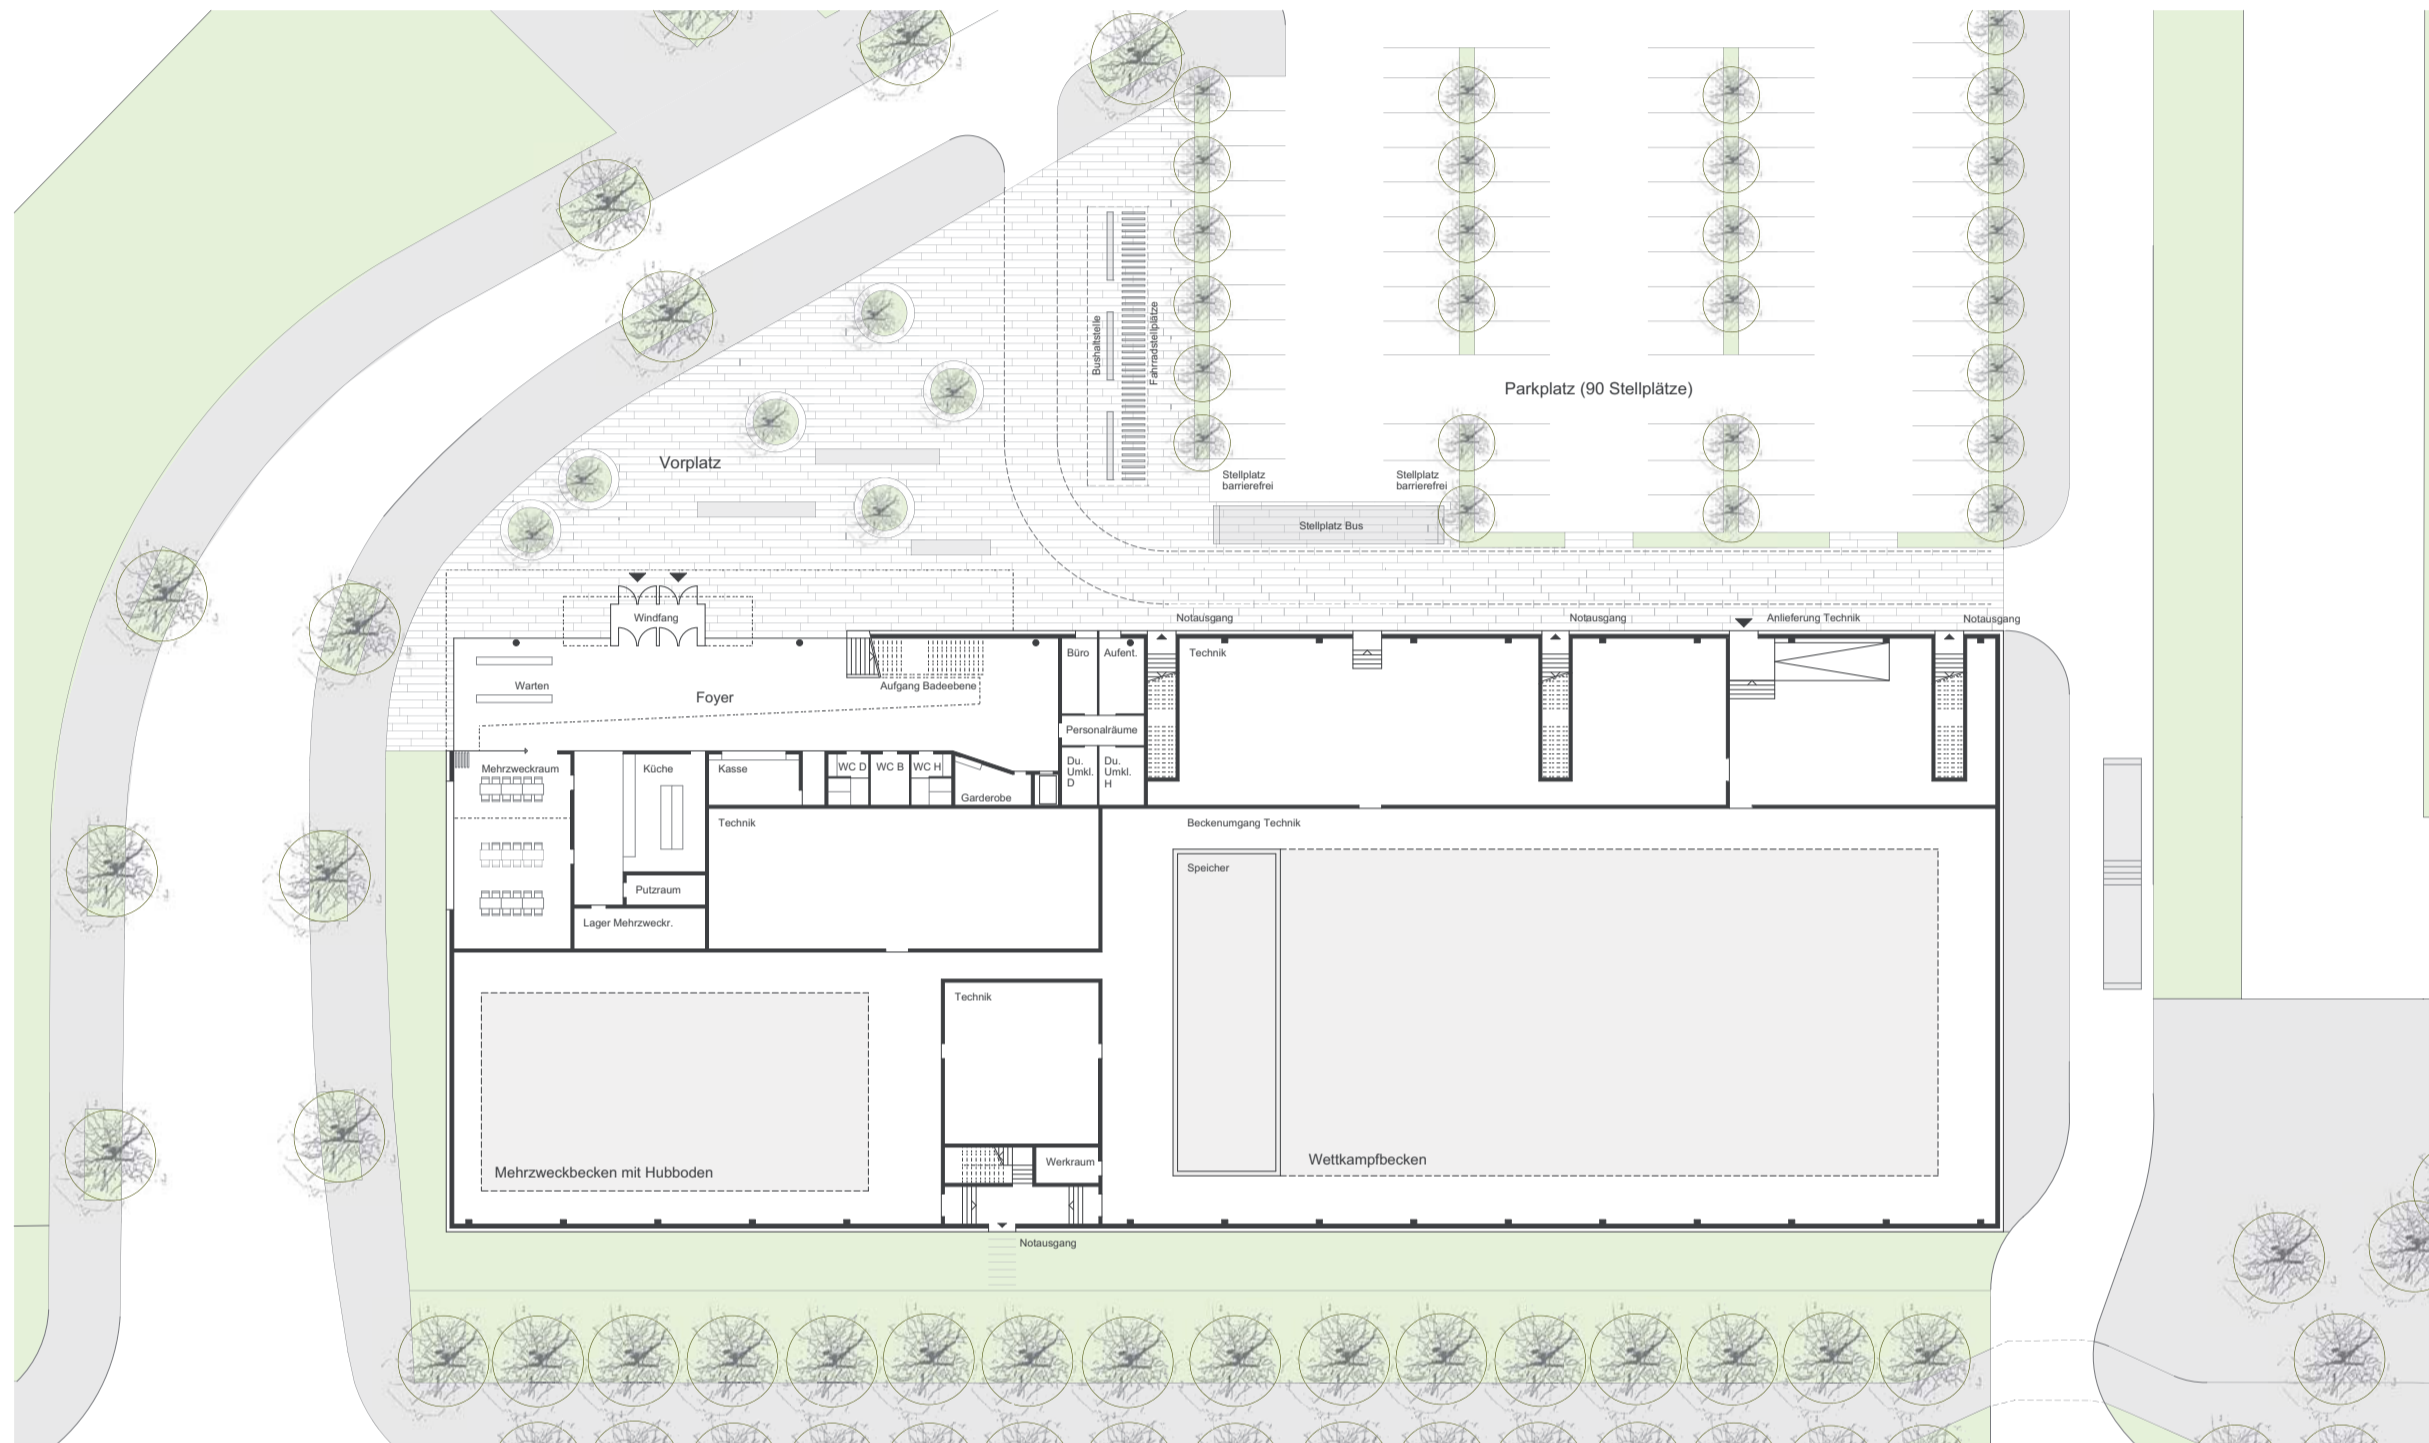 Bushaltstelle
Fahrradstellplätze
Parkplatz (90 Stellplätze)
Vorplatz
Stellplatz
barrierefrei
Stellplatz
barrierefrei
Stellplatz Bus
Windfang
Notausgang
Notausgang
Anlieferung Technik
Notausgang
Büro
Aufent.
Technik
Warten
Foyer
Aufgang Badeebene
Personalräume
Mehrzweckraum
Küche
Kasse
WC D
WC B
WC H
Garderobe
Du.
Umkl.
D
Du.
Umkl.
H
Technik
Beckenumgang Technik
Speicher
Putzraum
Lager Mehrzweckr.
Technik
Werkraum
Mehrzweckbecken mit Hubboden
Wettkampfbecken
Notausgang